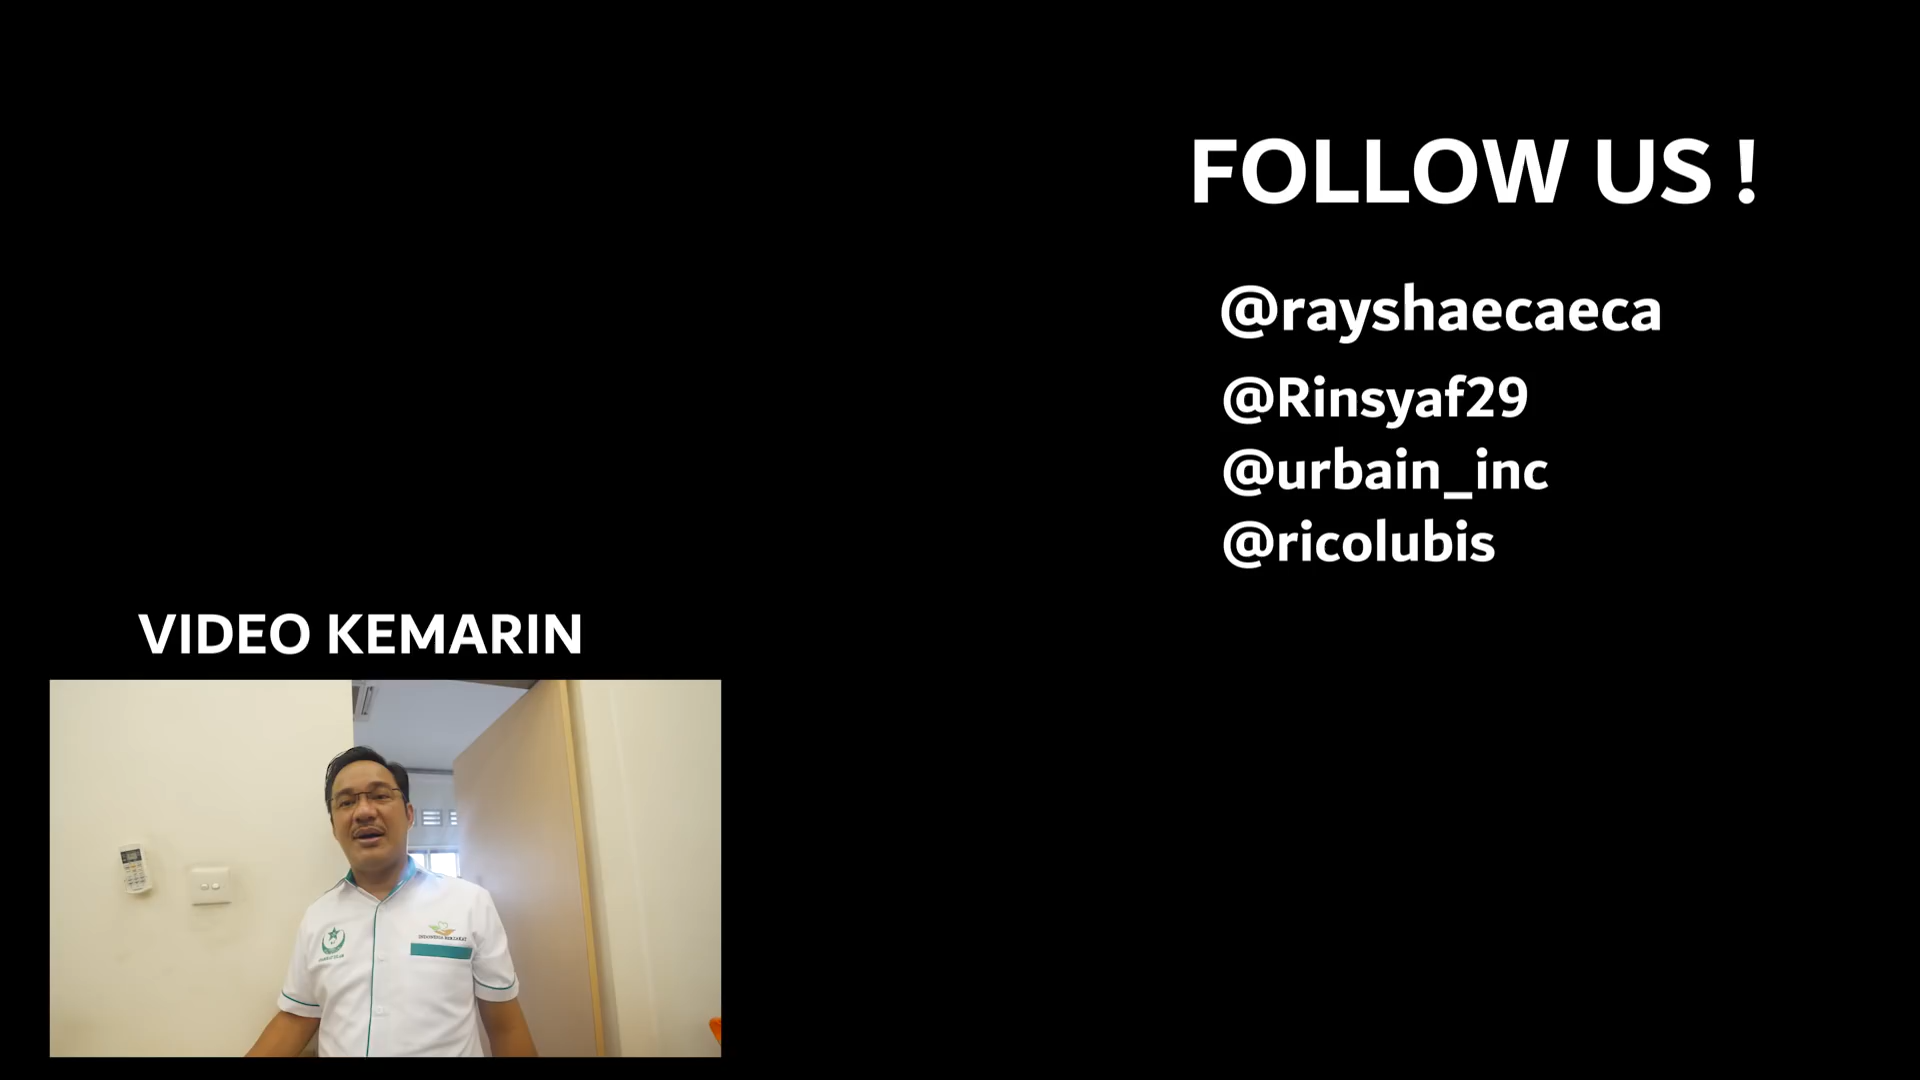 FOLLOW US !
@rayshaecaeca
@Rinsyaf29
@urbain_inc
@ricolubis
VIDEO KEMARIN